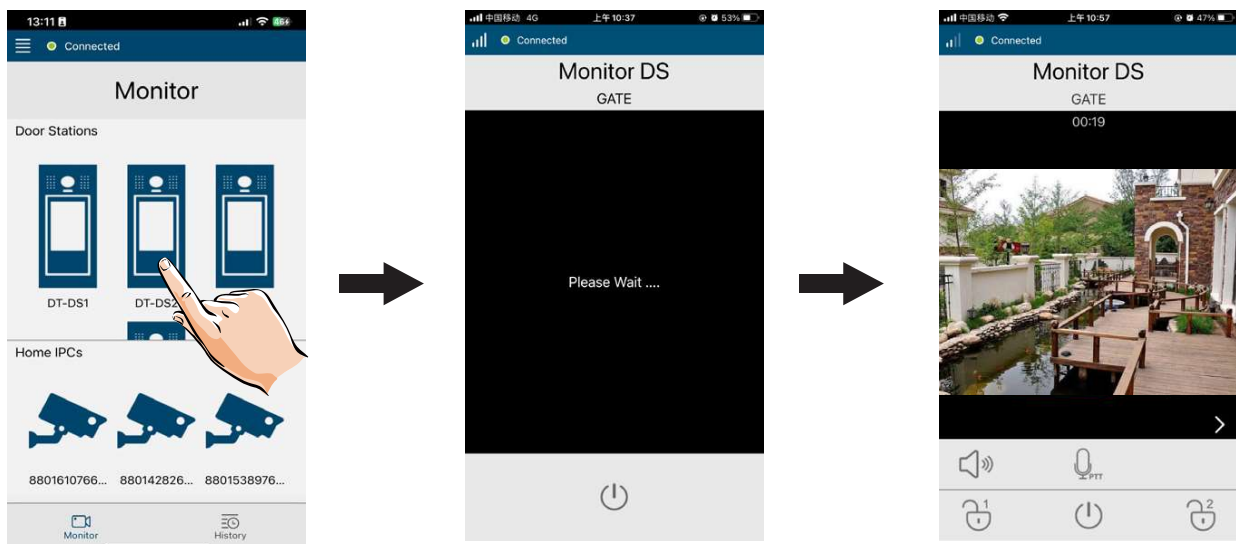 13:11
46
Connected
Monitor
Door Stations
DT-DS1
DT-DS2
Home IPCs
8801610766...
880142826...
8801538976...
Monitor
History
中国移动 4G
上午10:37
53%
Connected
Monitor DS
GATE
Please Wait ....
中国移动
上午10:57
47%
Connected
Monitor DS
GATE
00:19
PTT
1
2